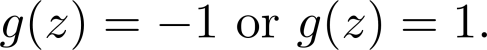 g(z) = −1 or g(z) = 1.